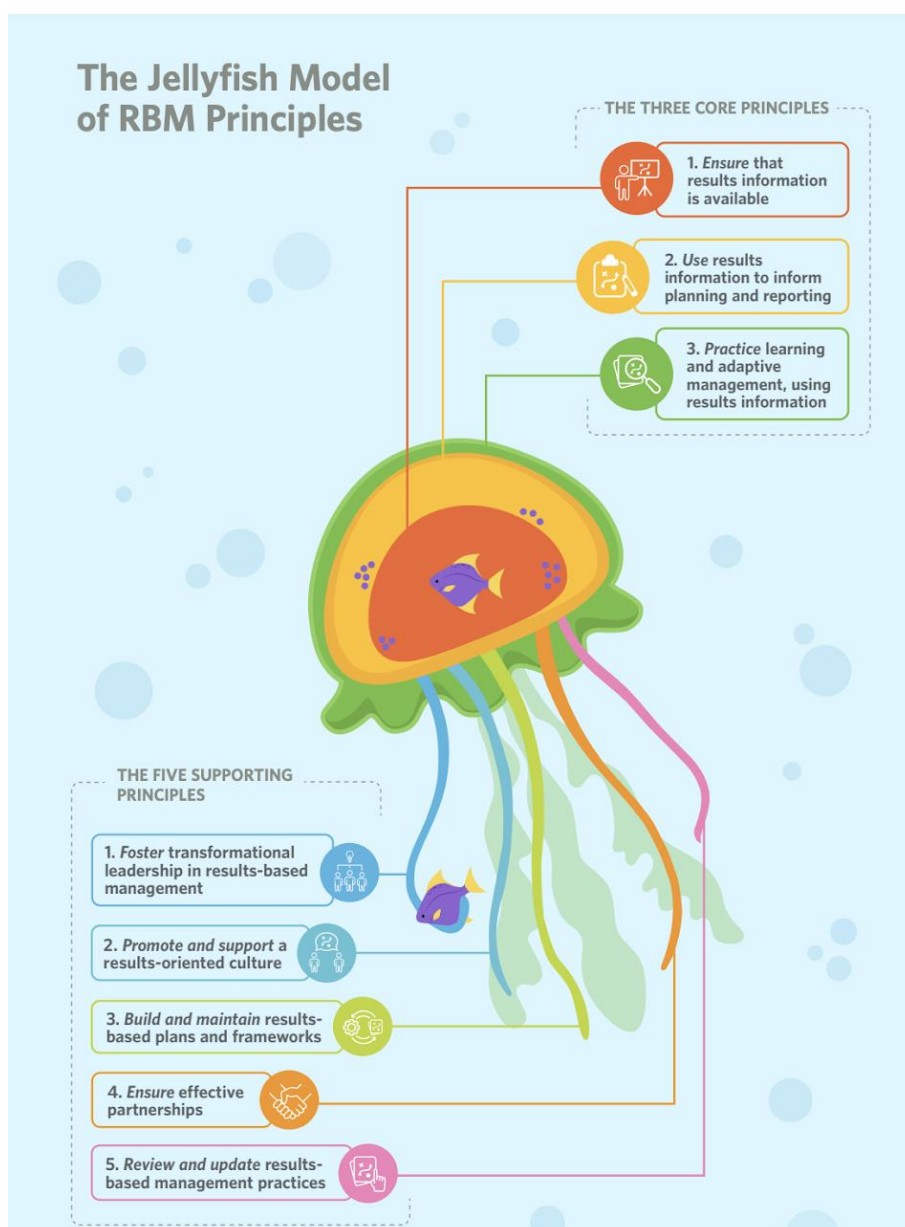 The Jellyfish Model
of RBM Principles
THE THREE CORE PRINCIPLES
1. Ensure that
results information
is available
2. Use results
information to inform
planning and reporting
3. Practice learning
and adaptive
management, using
results information
THE FIVE SUPPORTING
PRINCIPLES
1. Foster transformational
leadership in results-based
management
2. Promote and support a
results-oriented culture
3. Build and maintain results-
based plans and frameworks
4. Ensure effective
partnerships
5. Review and update results-
based management practices